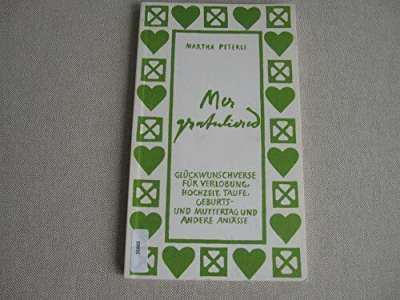 MARTHA PETERLI
Mer
gratuliered
GLÜCKWUNSCHVERSE
FÜR VERLOBUNG,
HOCHZEIT, TAUFE,
GEBURTS-
UND MUTTERTAG UND
ANDERE ANLÄSSE